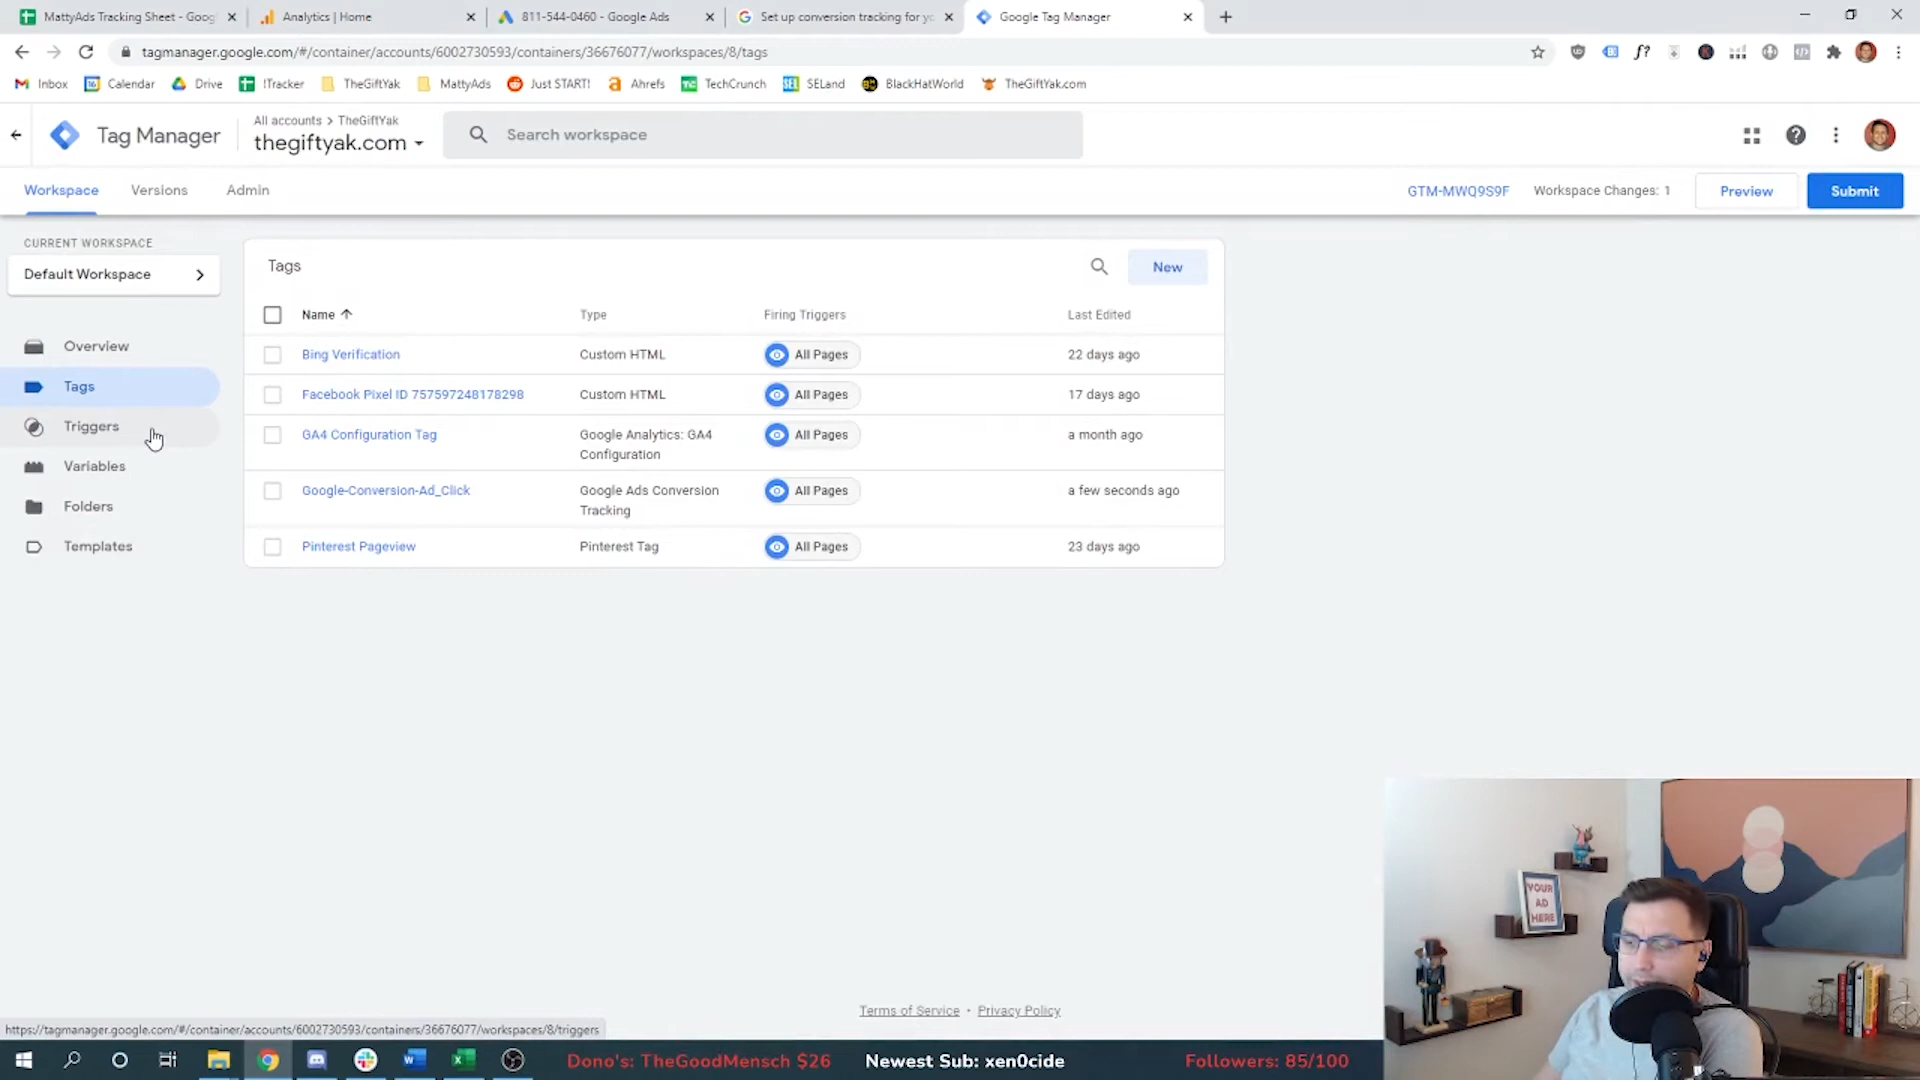 MattyAds Tracking Sheet - Goog
Analytics | Home
811-544-0460 - Google Ads
Set up conversion tracking for yo
Google Tag Manager
tagmanager.google.com/#/container/accounts/6002730593/containers/36676077/workspaces/8/tags
Inbox
Calendar
Drive
!Tracker
TheGiftYak
MattyAds
Just START!
Ahrefs
TechCrunch
SELand
BlackHatWorld
TheGiftYak.com
Tag Manager
All accounts > TheGiftYak
thegiftyak.com
Search workspace
Workspace
Versions
Admin
GTM-MWQ9S9F
Workspace Changes: 1
Preview
Submit
CURRENT WORKSPACE
Default Workspace
Overview
Tags
Triggers
Variables
Folders
Templates
Tags
New
Name
Type
Firing Triggers
Last Edited
Bing Verification
Custom HTML
All Pages
22 days ago
Facebook Pixel ID 757597248178298
Custom HTML
All Pages
17 days ago
GA4 Configuration Tag
Google Analytics: GA4
Configuration
All Pages
a month ago
Google-Conversion-Ad_Click
Google Ads Conversion
Tracking
All Pages
a few seconds ago
Pinterest Pageview
Pinterest Tag
All Pages
23 days ago
YOUR
AD
HERE
Terms of Service • Privacy Policy
https://tagmanager.google.com/#/container/accounts/6002730593/containers/36676077/workspaces/8/triggers
Dono's: TheGoodMensch $26
Newest Sub: xen0cide
Followers: 85/100